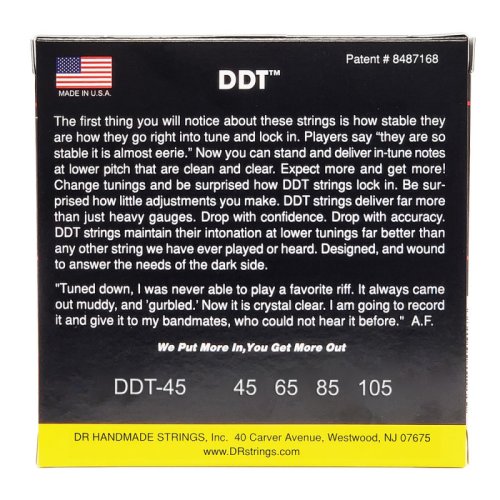 Patent # 8487168
MADE IN U.S.A.
DDT™
The first thing you will notice about these strings is how stable they
are how they go right into tune and lock in. Players say "they are so
stable it is almost eerie." Now you can stand and deliver in-tune notes
at lower pitch that are clean and clear. Expect more and get more!
Change tunings and be surprised how DDT strings lock in. Be sur-
prised how little adjustments you make. DDT strings deliver far more
than just heavy gauges. Drop with confidence. Drop with accuracy.
DDT strings maintain their intonation at lower tunings far better than
any other string we have ever played or heard. Designed, and wound
to answer the needs of the dark side.
"Tuned down, I was never able to play a favorite riff. It always came
out muddy, and 'gurbled.' Now it is crystal clear. I am going to record
it and give it to my bandmates, who could not hear it before." A.F.
We Put More In,You Get More Out
DDT-45 45 65 85 105
DR HANDMADE STRINGS, Inc. 40 Carver Avenue, Westwood, NJ 07675
www.DRstrings.com